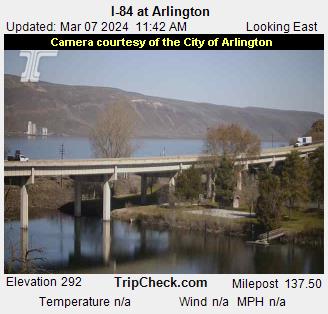 I-84 at Arlington
Updated: Mar 07 2024 11:42 AM Looking East
Camera courtesy of the City of Arlington
Elevation 292 TripCheck.com Milepost 137.50
Temperature n/a Wind n/a MPH n/a